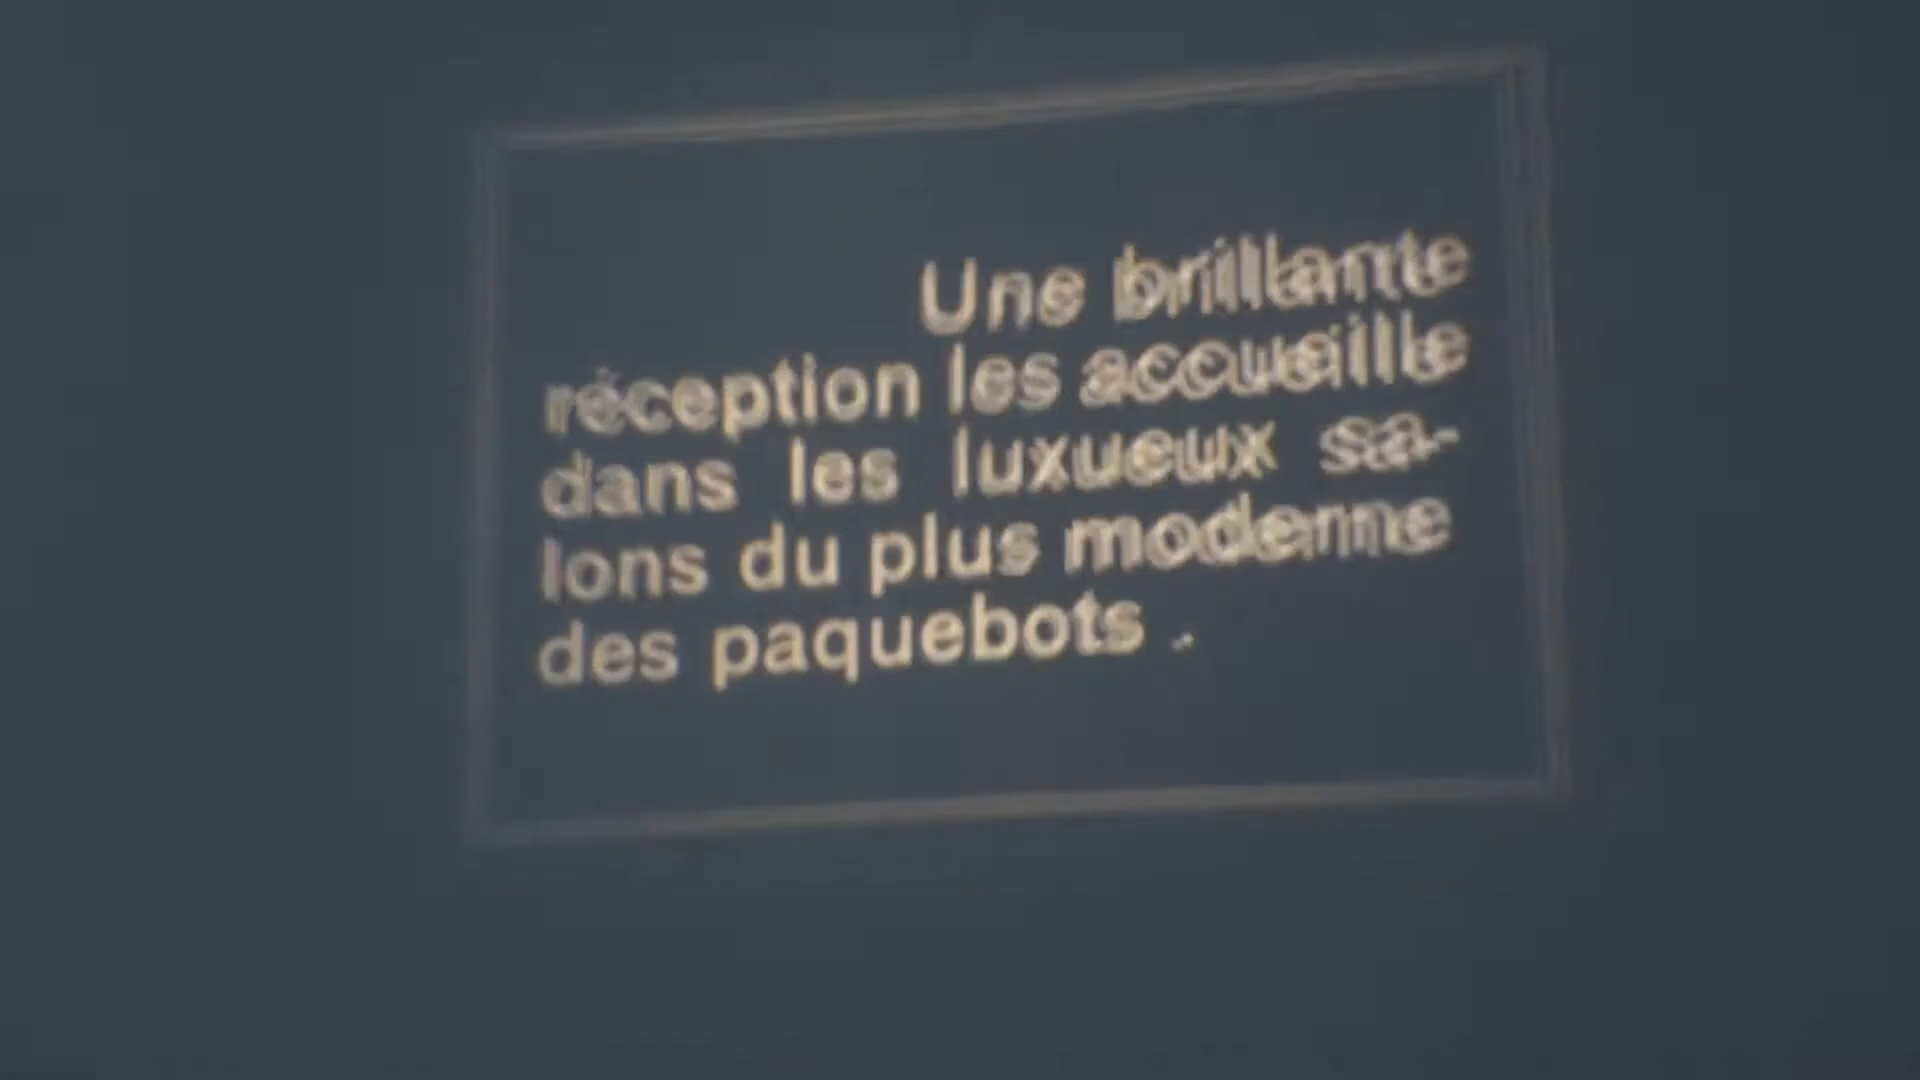 Une brillante
réception les accueille
dans les luxueux sa-
lons du plus moderne
des paquebots .